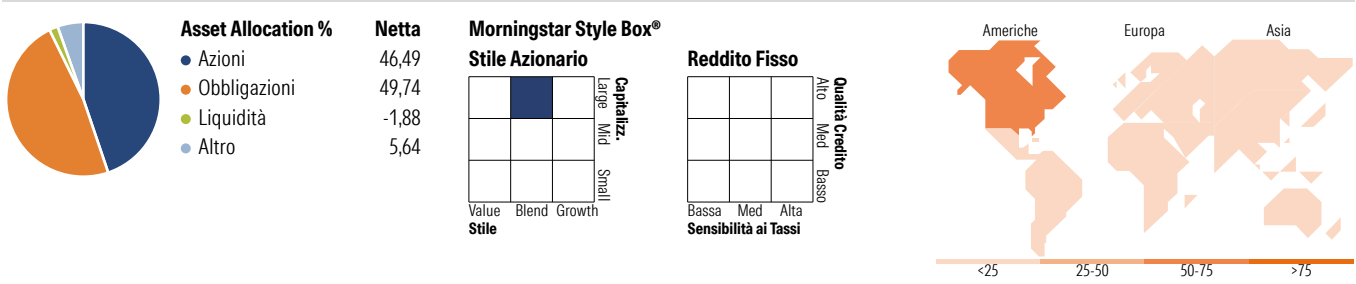 Asset Allocation % Netta
Azioni 46,49
Obbligazioni 49,74
Liquidità -1,88
Altro 5,64
Morningstar Style Box®
Stile Azionario
Large Mid Small
Capitalizz.
Value Blend Growth
Stile
Reddito Fisso
Alto Med Basso
Qualità Credito
Bassa Med Alta
Sensibilità ai Tassi
Americhe Europa Asia
<25 25-50 50-75 >75